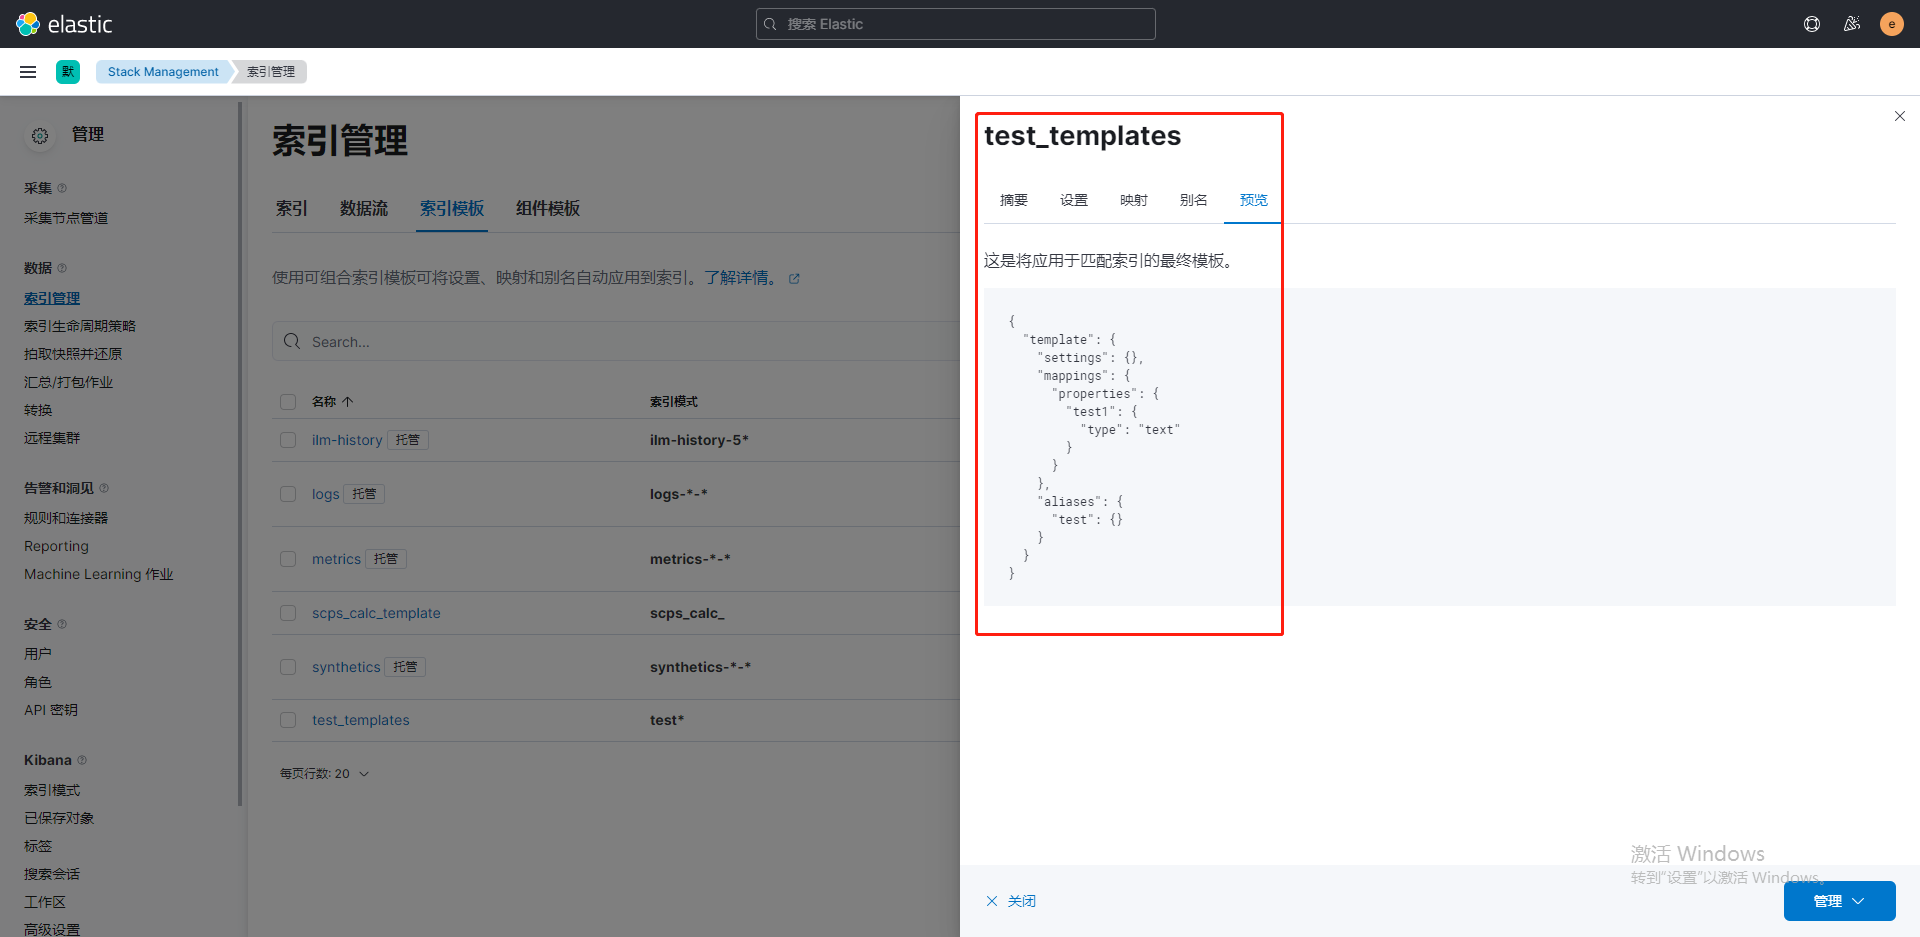 elastic
搜索 Elastic
e
默
Stack Management
索引管理
管理
采集
采集节点管道
数据
索引管理
索引生命周期策略
拍取快照并还原
汇总/打包作业
转换
远程集群
告警和洞见
规则和连接器
Reporting
Machine Learning 作业
安全
用户
角色
API 密钥
Kibana
索引模式
已保存对象
标签
搜索会话
工作区
高级设置
索引管理
索引 数据流 索引模板 组件模板
使用可组合索引模板可将设置、映射和别名自动应用到索引。了解详情。
Search...
名称 索引模式
ilm-history 托管 ilm-history-5*
logs 托管 logs-*-*
metrics 托管 metrics-*-*
scps_calc_template scps_calc_
synthetics 托管 synthetics-*-*
test_templates test*
每页行数: 20
test_templates
摘要 设置 映射 别名 预览
这是将应用于匹配索引的最终模板。
{
"template": {
"settings": {},
"mappings": {
"properties": {
"test1": {
"type": "text"
}
}
},
"aliases": {
"test": {}
}
}
}
激活 Windows
转到"设置"以激活 Windows。
关闭
管理